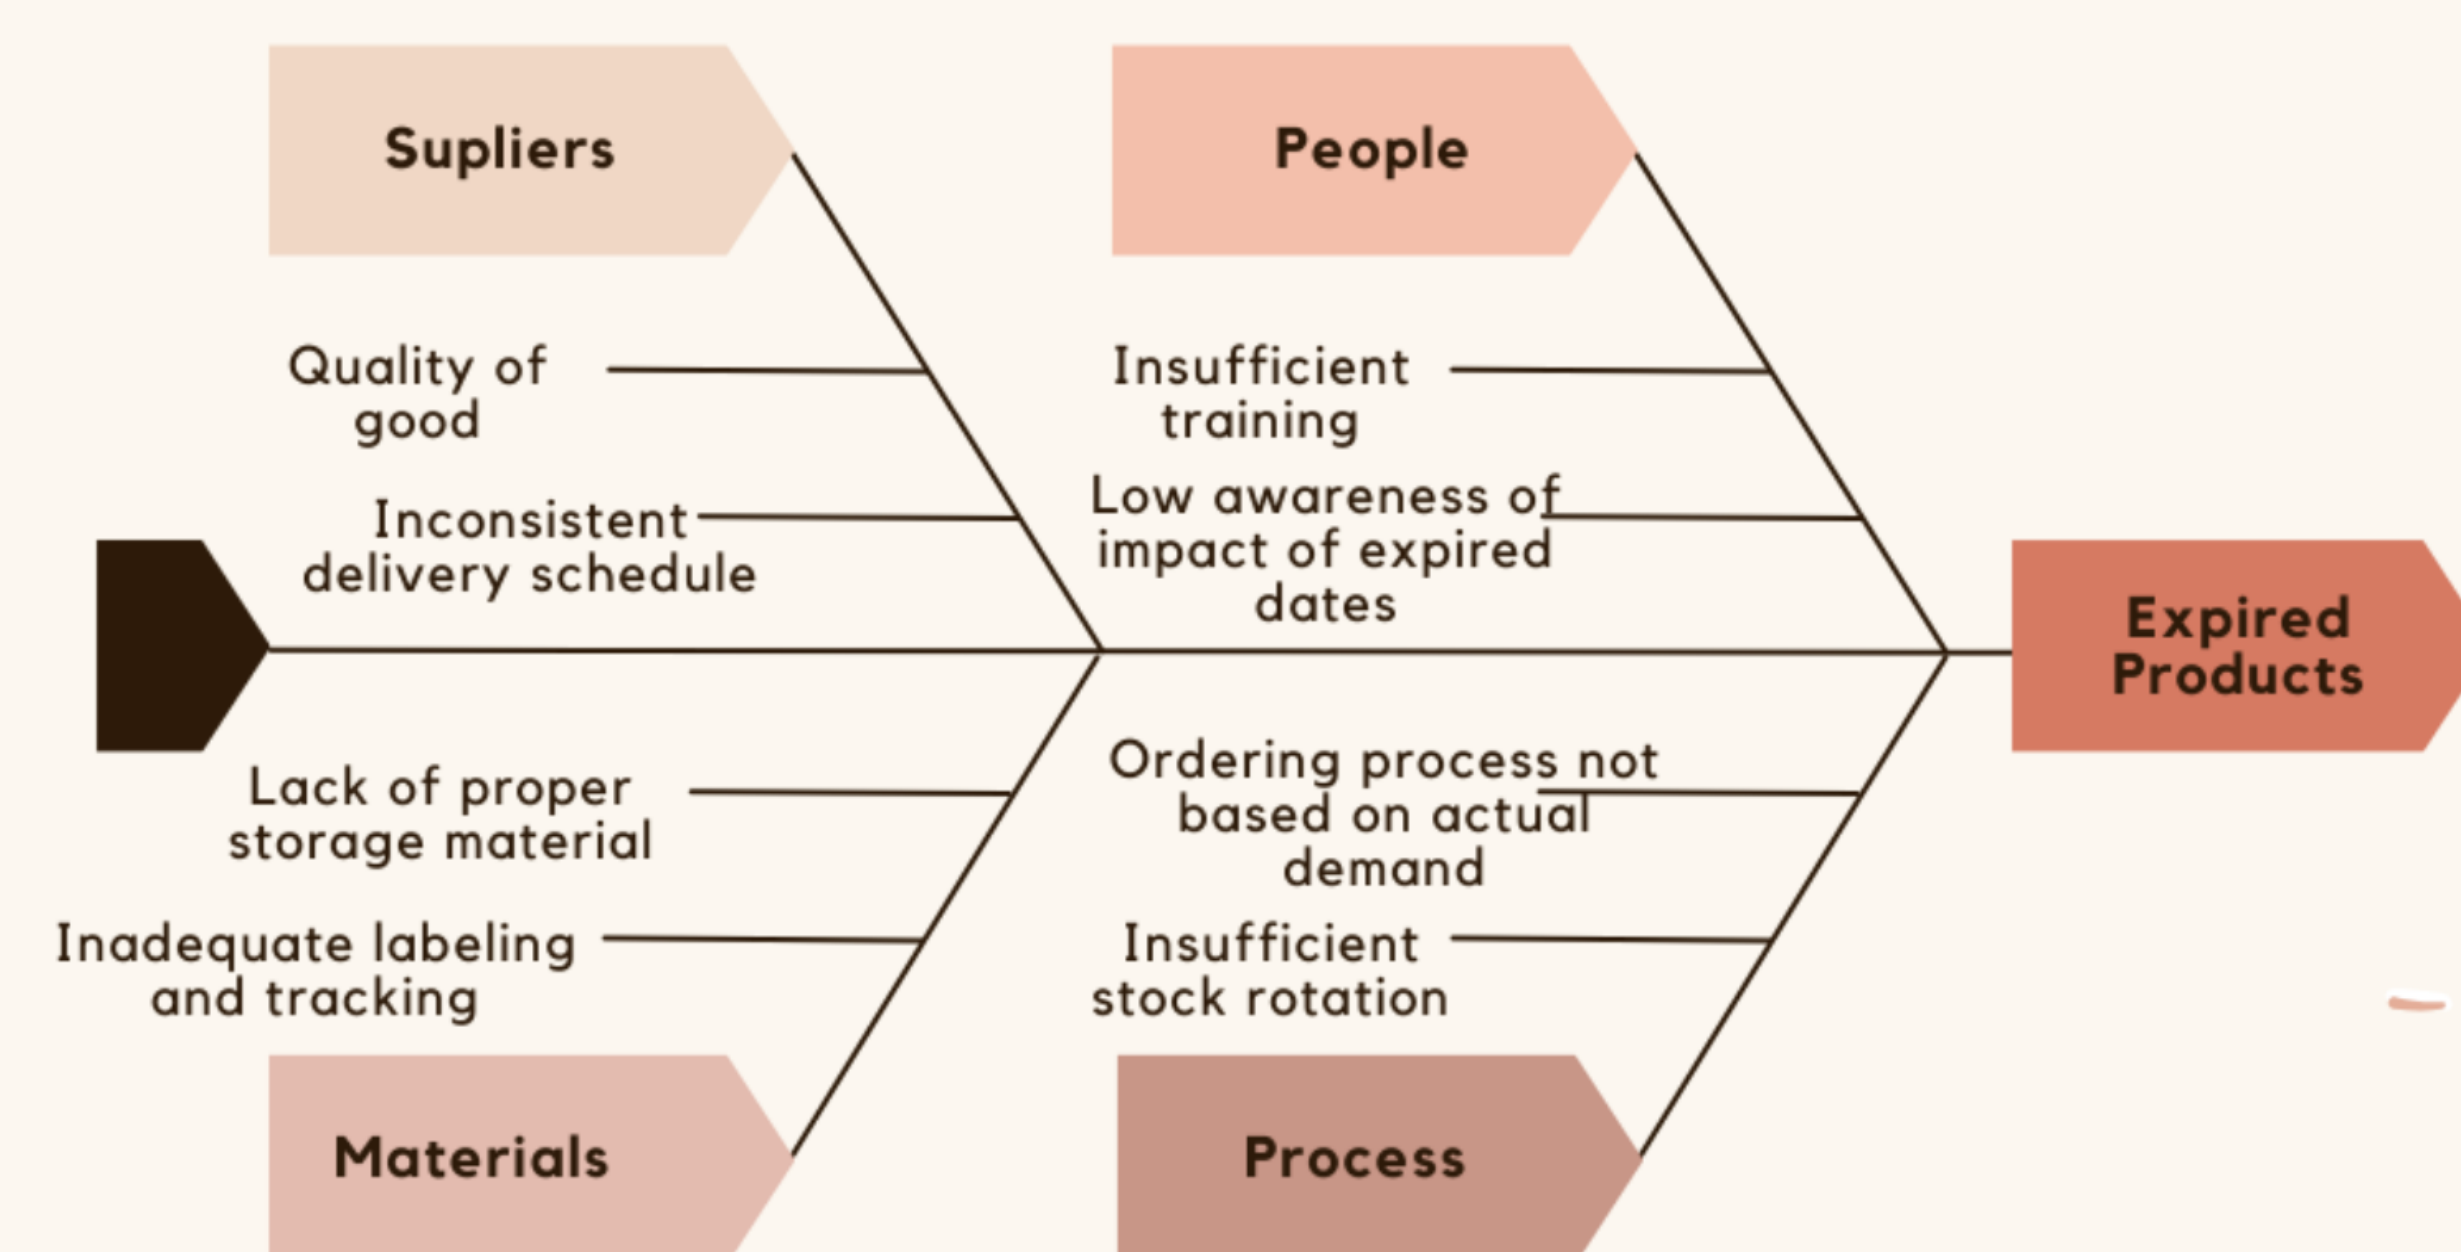 Supliers
People
Quality of
good
Insufficient
training
Inconsistent
delivery schedule
Low awareness of
impact of expired
dates
Expired
Products
Lack of proper
storage material
Ordering process not
based on actual
demand
Inadequate labeling
and tracking
Insufficient
stock rotation
Materials
Process